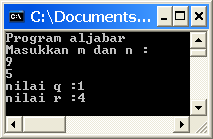 C:\Documents...
Program aljabar
Masukkan m dan n :
9
5
nilai q :1
nilai r :4